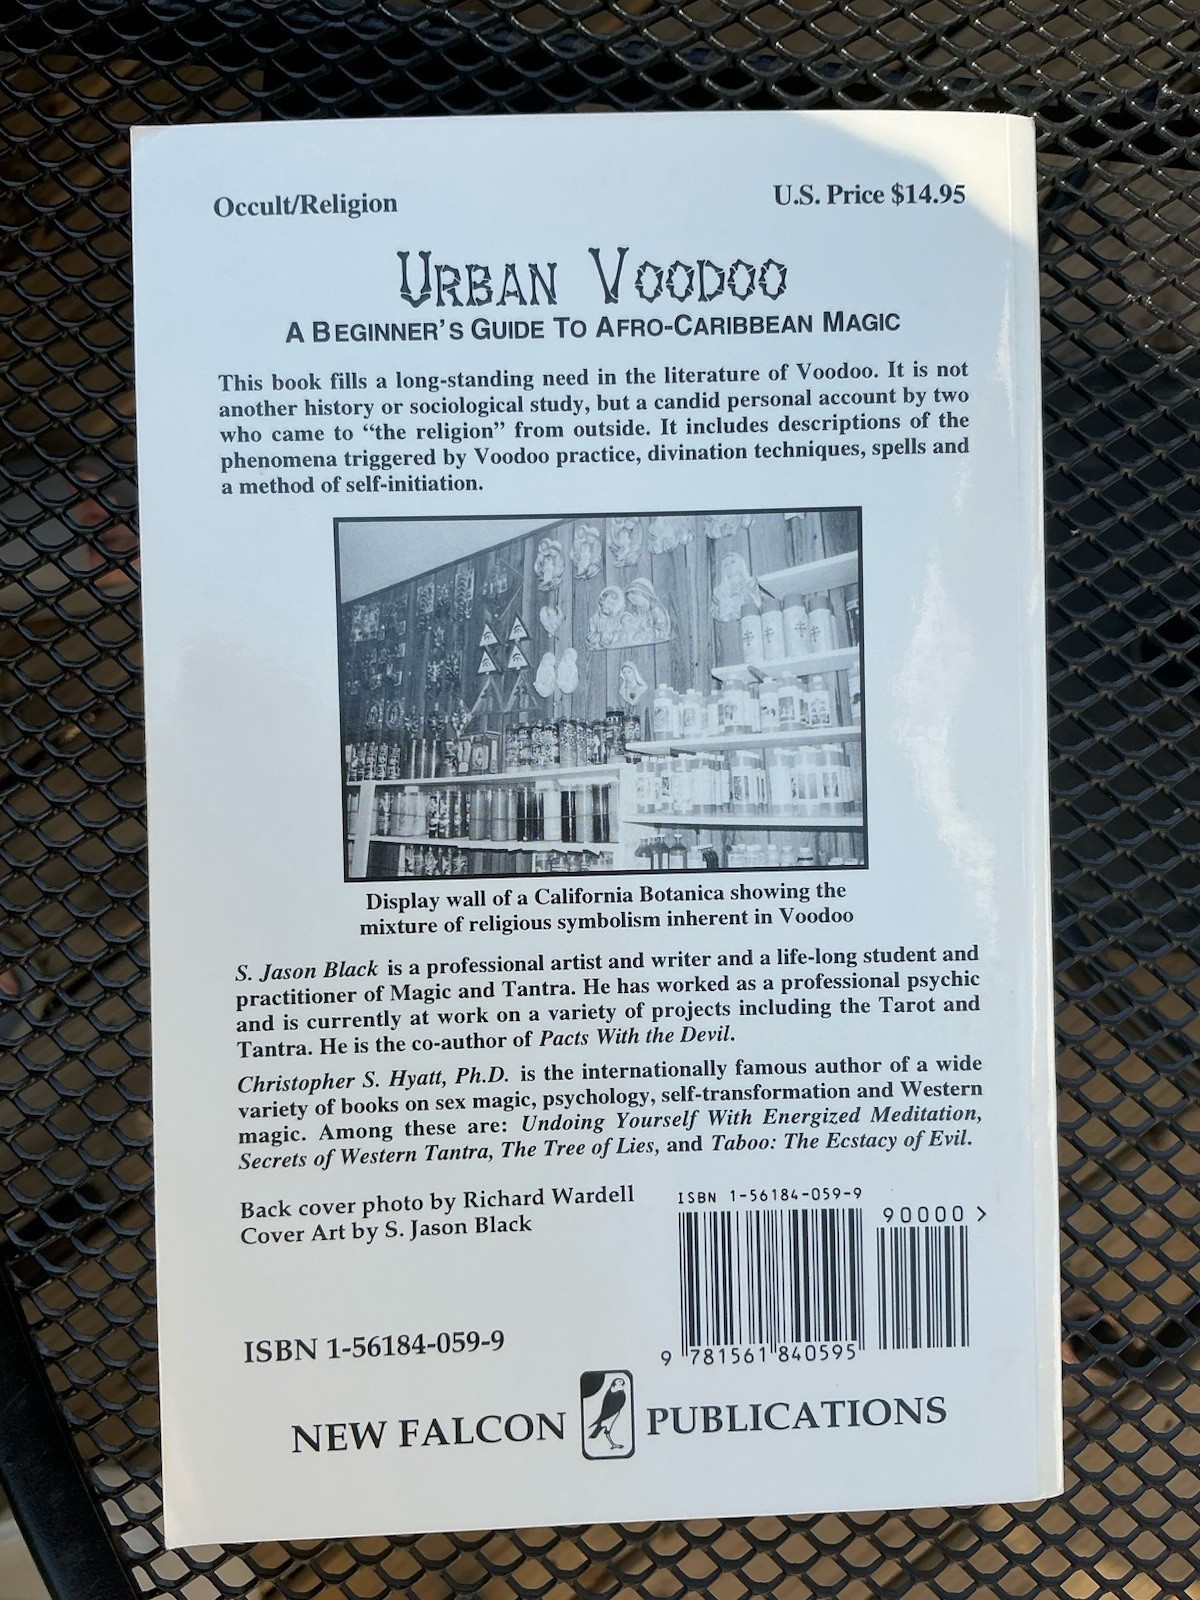 Occult/Religion
U.S. Price $14.95
URBAN VOODOO
A BEGINNER'S GUIDE TO AFRO-CARIBBEAN MAGIC
This book fills a long-standing need in the literature of Voodoo. It is not
another history or sociological study, but a candid personal account by two
who came to “the religion” from outside. It includes descriptions of the
phenomena triggered by Voodoo practice, divination techniques, spells and
a method of self-initiation.
Display wall of a California Botanica showing the
mixture of religious symbolism inherent in Voodoo
S. Jason Black is a professional artist and writer and a life-long student and
practitioner of Magic and Tantra. He has worked as a professional psychic
and is currently at work on a variety of projects including the Tarot and
Tantra. He is the co-author of Pacts With the Devil.
Christopher S. Hyatt, Ph.D. is the internationally famous author of a wide
variety of books on sex magic, psychology, self-transformation and Western
magic. Among these are: Undoing Yourself With Energized Meditation,
Secrets of Western Tantra, The Tree of Lies, and Taboo: The Ecstacy of Evil.
Back cover photo by Richard Wardell
Cover Art by S. Jason Black
ISBN 1-56184-059-9
90000>
9 781561 840595
ISBN 1-56184-059-9
NEW FALCON PUBLICATIONS